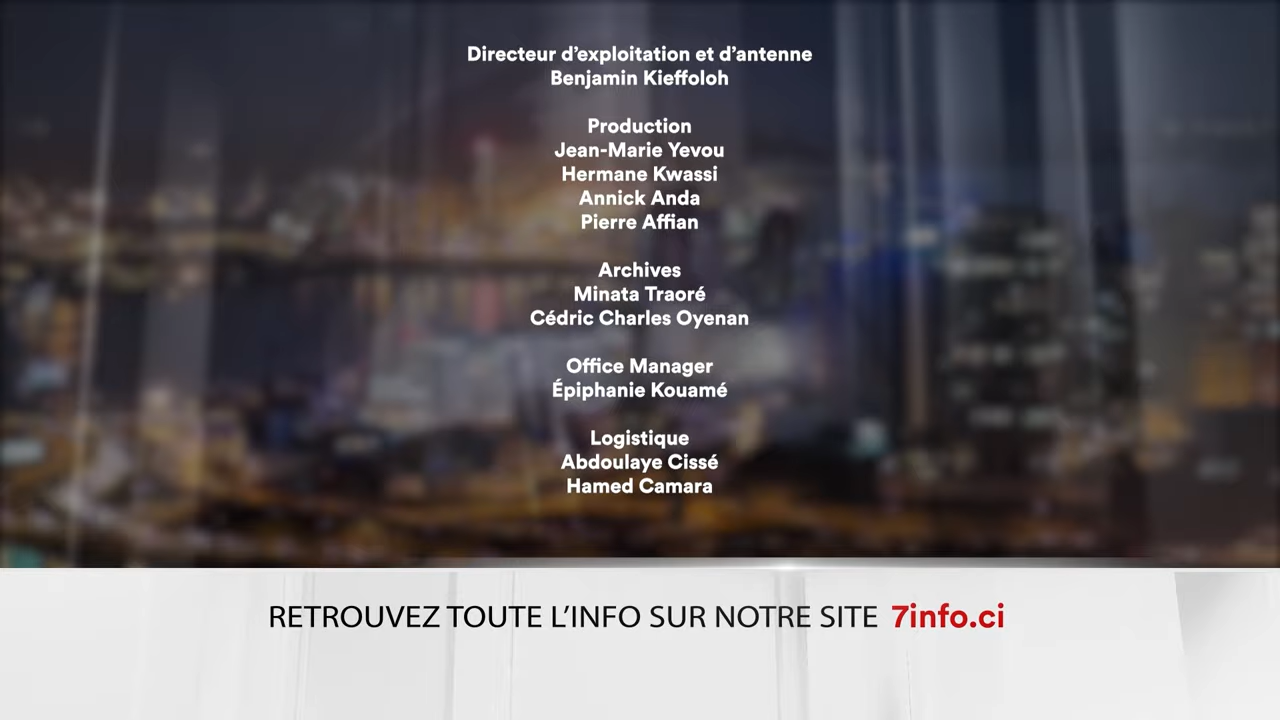 Directeur d’exploitation et d’antenne
Benjamin Kieffoloh
Production
Jean-Marie Yevou
Hermane Kwassi
Annick Anda
Pierre Affian
Archives
Minata Traoré
Cédric Charles Oyenan
Office Manager
Épiphanie Kouamé
Logistique
Abdoulaye Cissé
Hamed Camara
RETROUVEZ TOUTE L’INFO SUR NOTRE SITE 7info.ci